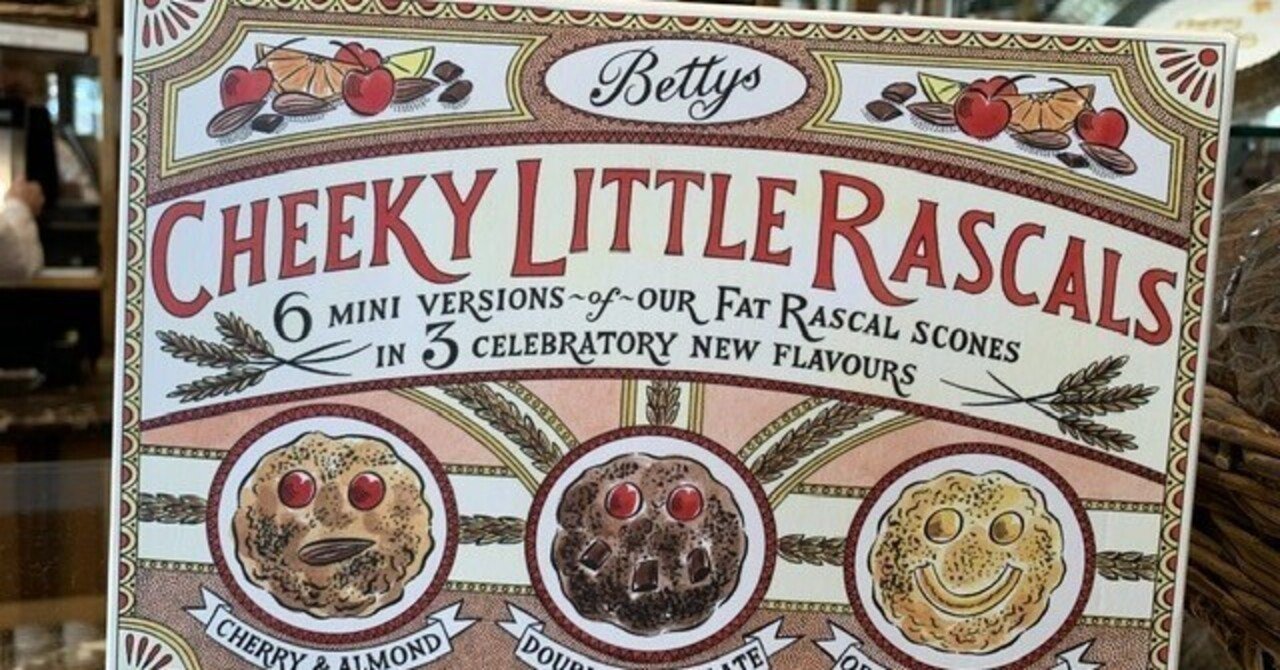 Bettys
CHEEKY LITTLE RASCALS
6 MINI VERSIONS ~of~ OUR FAT RASCAL SCONES
IN 3 CELEBRATORY NEW FLAVOURS
CHERRY & ALMOND